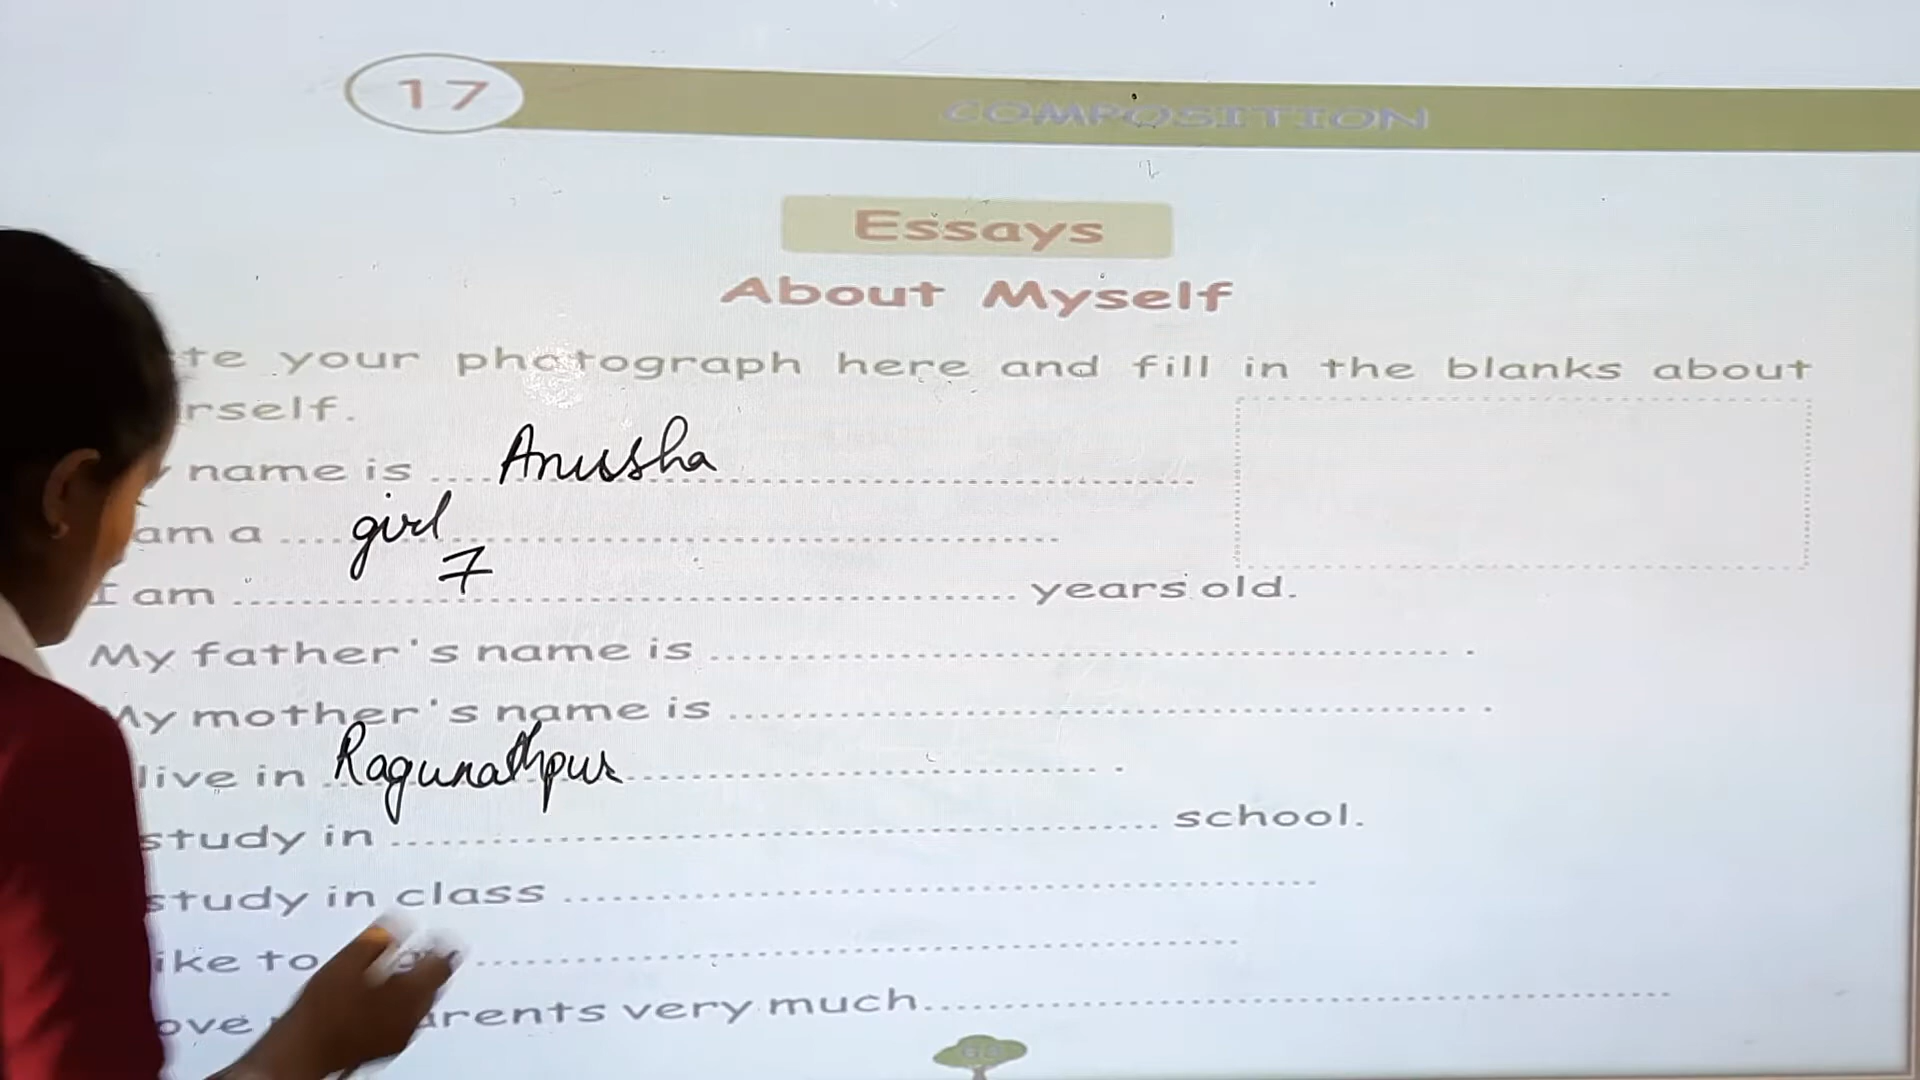 17
COMPOSITION
Essays
About Myself
te your photograph here and fill in the blanks about
rself.
name is .... Anusha ....
am a .... girl ....
I am .... 7 .... years old.
My father's name is .... .
My mother's name is .... .
live in .. Ragunathpur .... .
study in .... school.
study in class ....
ike to ....
ove arents very much....
68